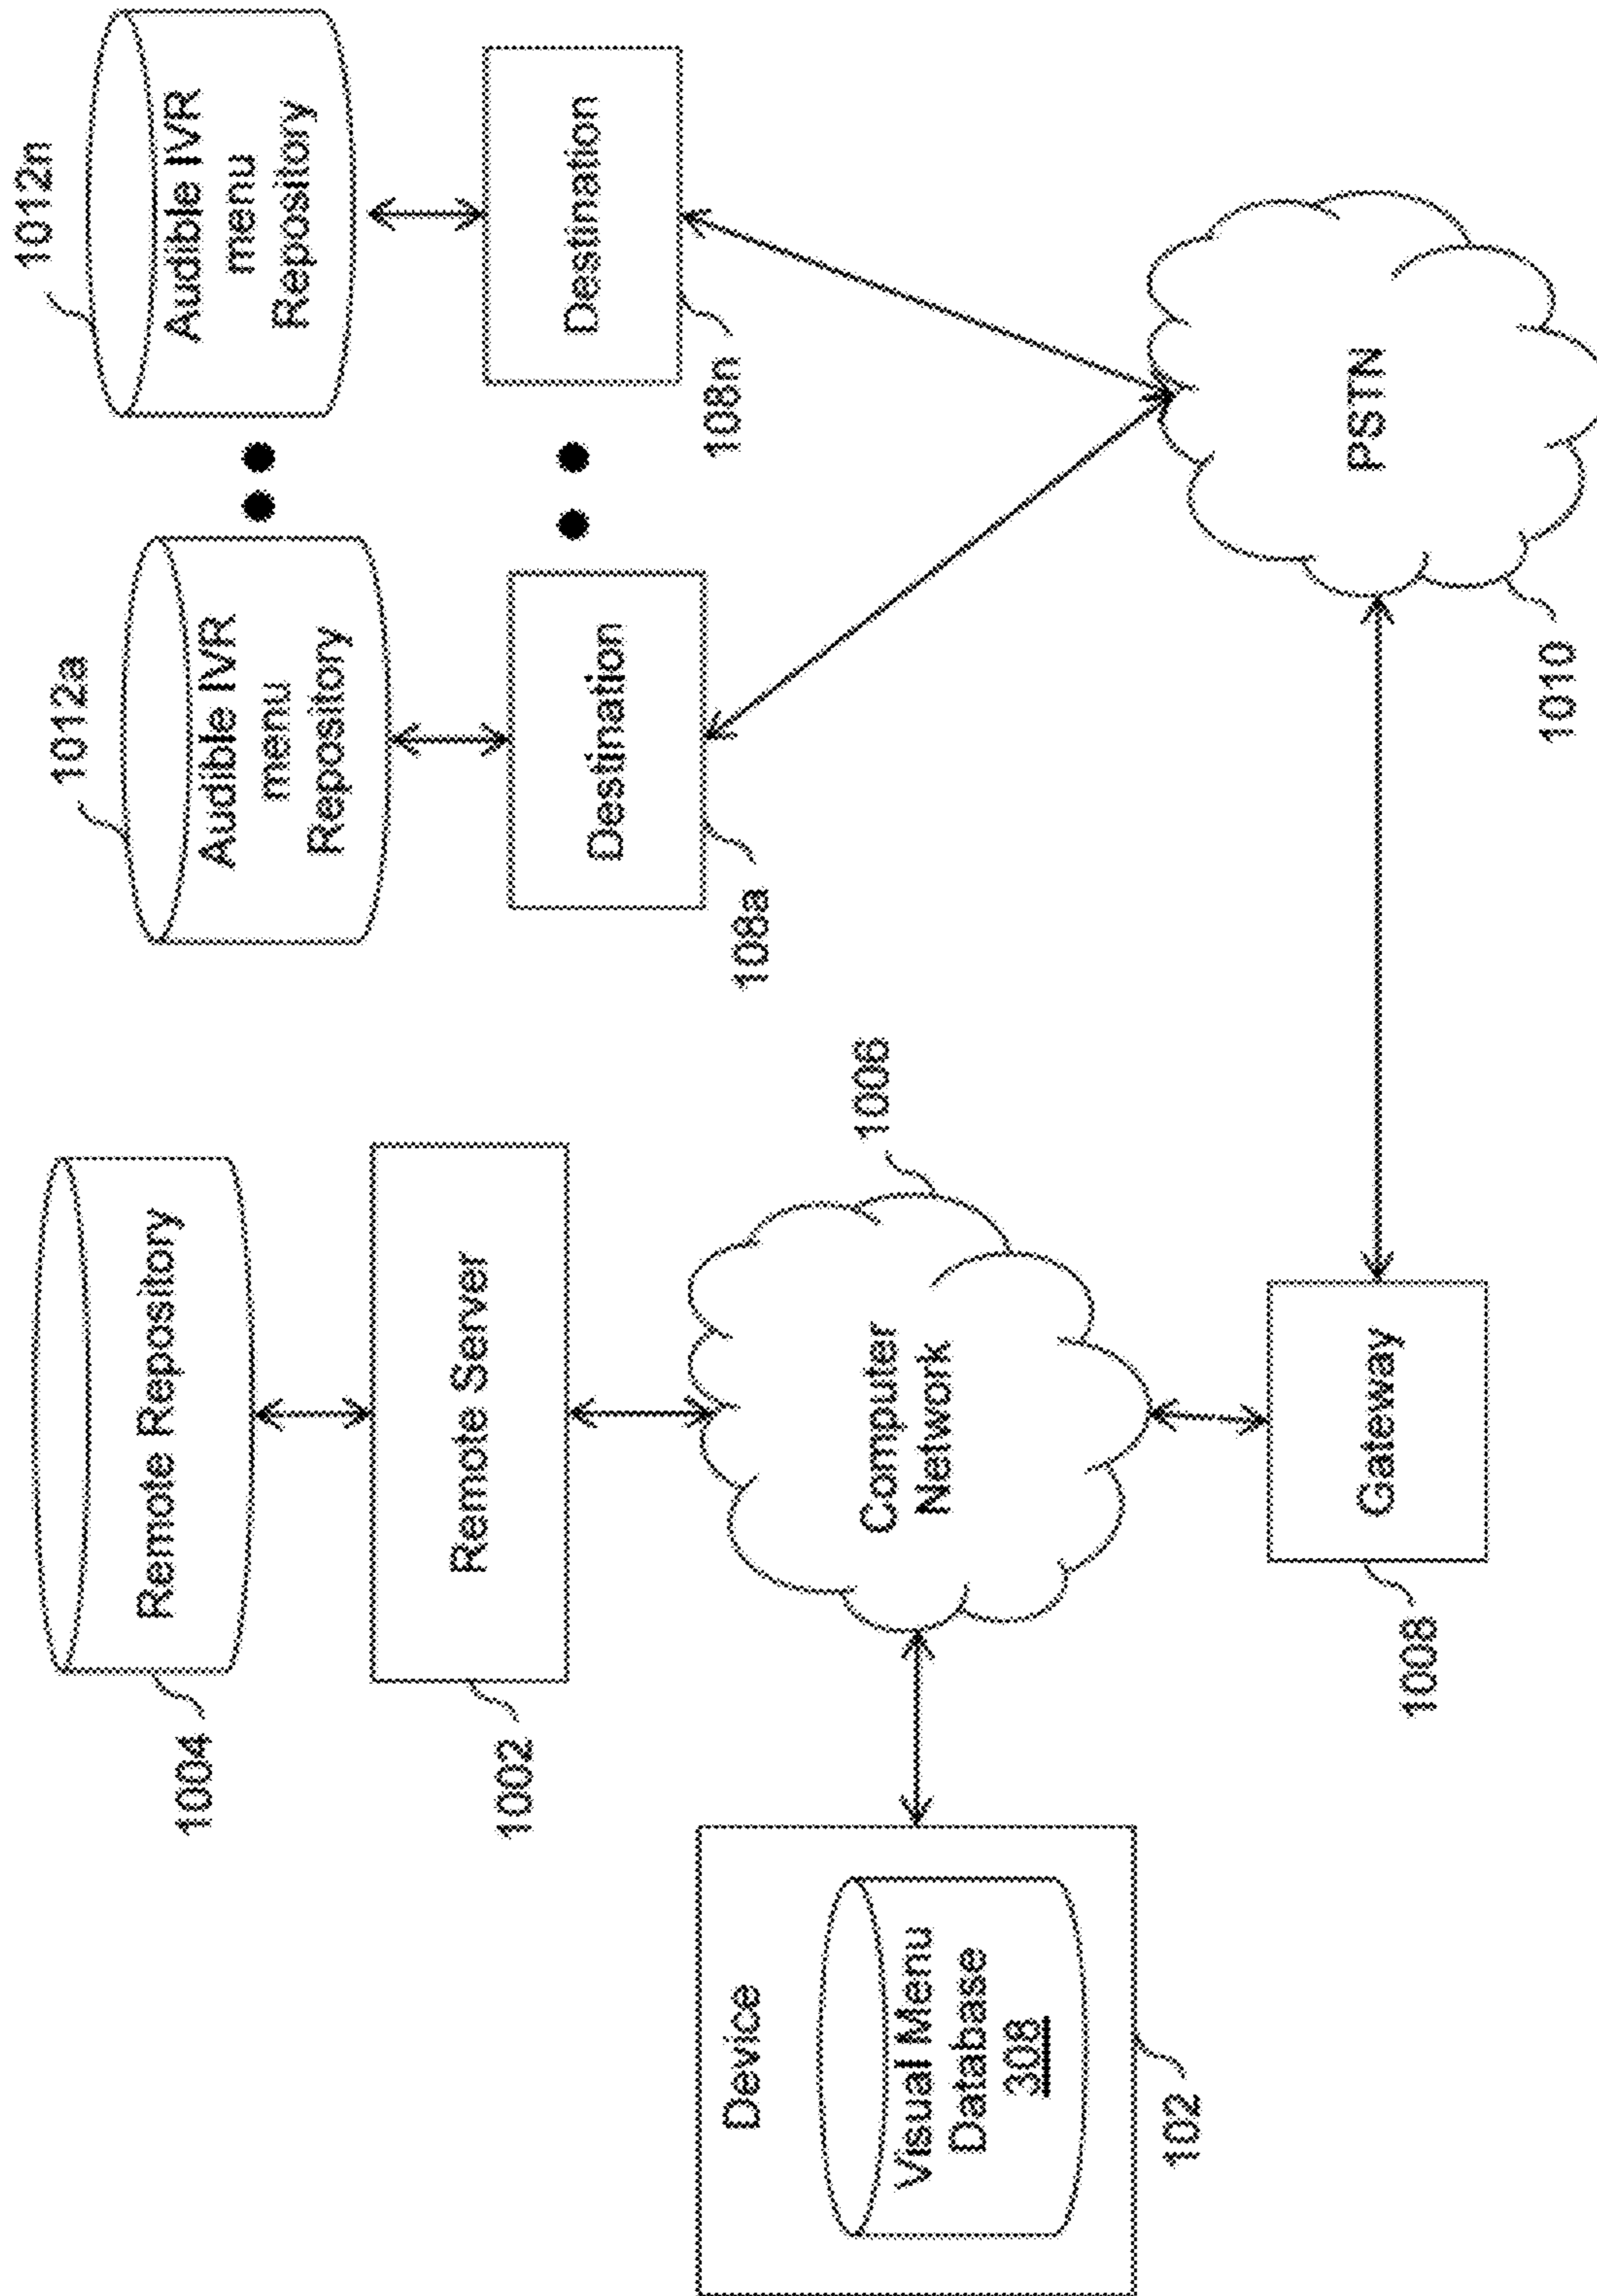 1004
Remote Repository
1002
Remote Server
Device
Visual Menu
Database
308
102
Computer
Network
1006
Gateway
1008
1012a
Audible IVR
menu
Repository
Destination
108a
1012n
Audible IVR
menu
Repository
Destination
108n
PSTN
1010